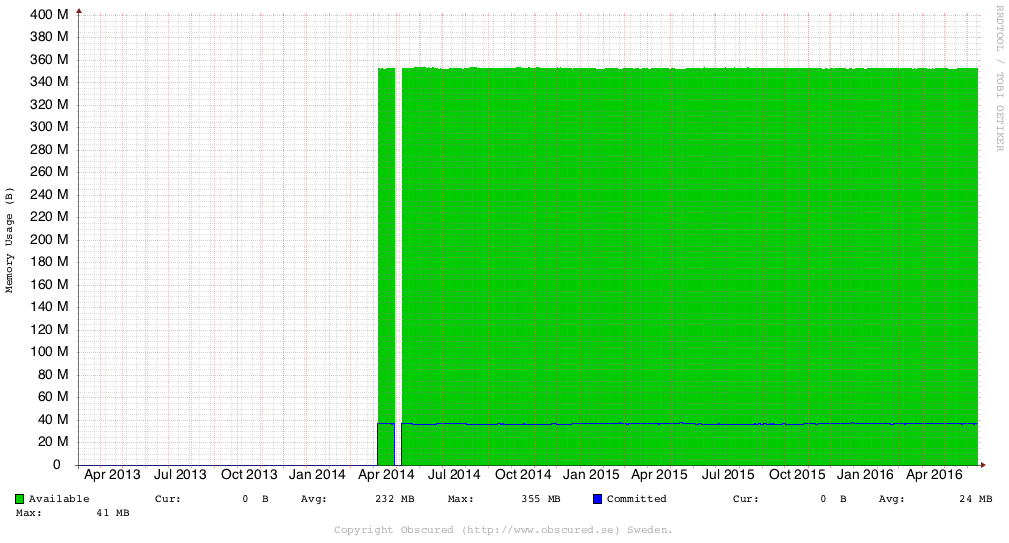 400 M
380 M
360 M
340 M
320 M
300 M
280 M
260 M
240 M
220 M
200 M
180 M
160 M
140 M
120 M
100 M
80 M
60 M
40 M
20 M
0
Memory Usage (B)
RRDTOOL / TOBI OETIKER
Apr 2013 Jul 2013 Oct 2013 Jan 2014 Apr 2014 Jul 2014 Oct 2014 Jan 2015 Apr 2015 Jul 2015 Oct 2015 Jan 2016 Apr 2016
Available Cur: 0 B Avg: 232 MB Max: 355 MB Committed Cur: 0 B Avg: 24 MB
Max: 41 MB
Copyright Obscured (http://www.obscured.se) Sweden.